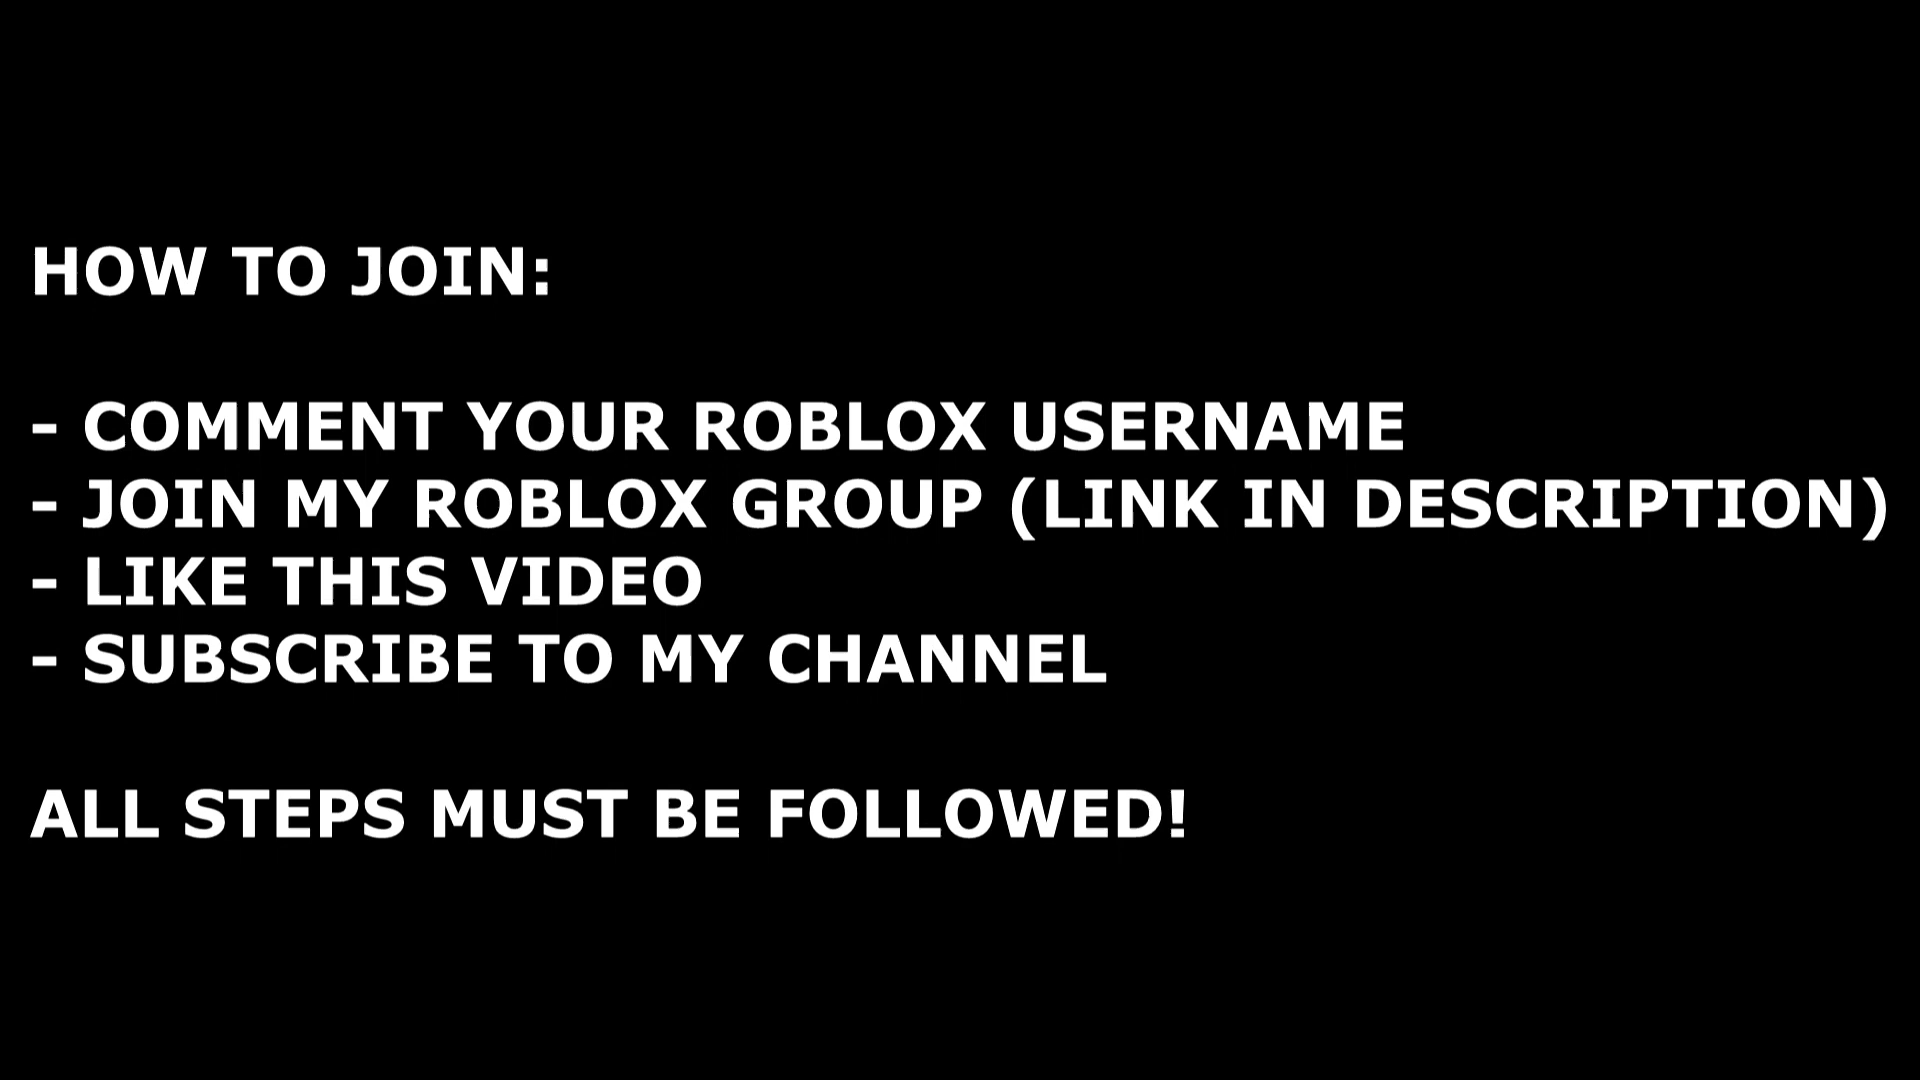 HOW TO JOIN:
- COMMENT YOUR ROBLOX USERNAME
- JOIN MY ROBLOX GROUP (LINK IN DESCRIPTION)
- LIKE THIS VIDEO
- SUBSCRIBE TO MY CHANNEL
ALL STEPS MUST BE FOLLOWED!